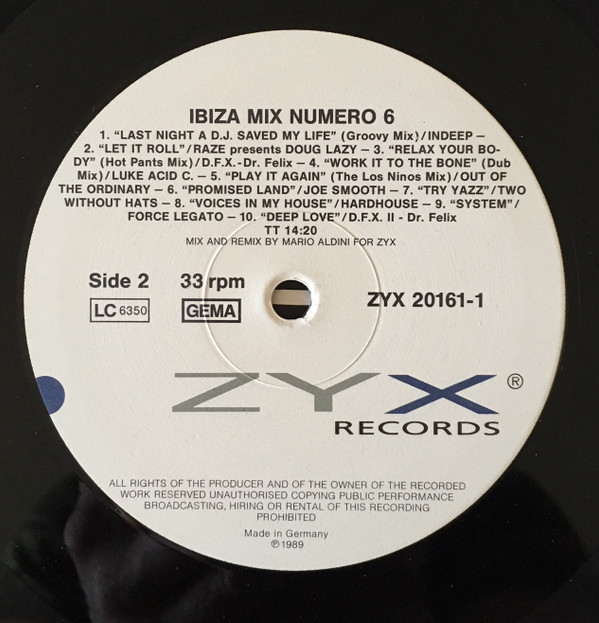 IBIZA MIX NUMERO 6
1. "LAST NIGHT A D.J. SAVED MY LIFE" (Groovy Mix)/INDEEP –
2. "LET IT ROLL"/RAZE presents DOUG LAZY – 3. "RELAX YOUR BO-
DY" (Hot Pants Mix)/D.F.X.-Dr. Felix – 4. "WORK IT TO THE BONE" (Dub
Mix)/LUKE ACID C. – 5. "PLAY IT AGAIN" (The Los Ninos Mix)/OUT OF
THE ORDINARY – 6. "PROMISED LAND"/JOE SMOOTH – 7. "TRY YAZZ"/TWO
WITHOUT HATS – 8. "VOICES IN MY HOUSE"/HARDHOUSE – 9. "SYSTEM"/
FORCE LEGATO – 10. "DEEP LOVE"/D.F.X. II - Dr. Felix
TT 14:20
MIX AND REMIX BY MARIO ALDINI FOR ZYX
Side 2 33 rpm ZYX 20161-1
LC 6350 GEMA
ZYX ®
RECORDS
ALL RIGHTS OF THE PRODUCER AND OF THE OWNER OF THE RECORDED
WORK RESERVED UNAUTHORISED COPYING PUBLIC PERFORMANCE
BROADCASTING, HIRING OR RENTAL OF THIS RECORDING
PROHIBITED
Made in Germany
℗ 1989